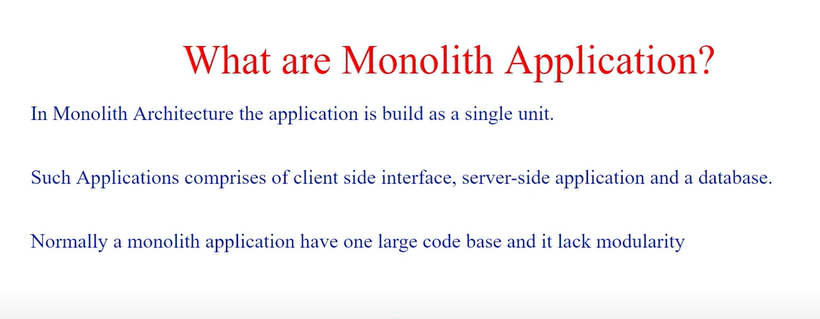 What are Monolith Application?
In Monolith Architecture the application is build as a single unit.
Such Applications comprises of client side interface, server-side application and a database.
Normally a monolith application have one large code base and it lack modularity